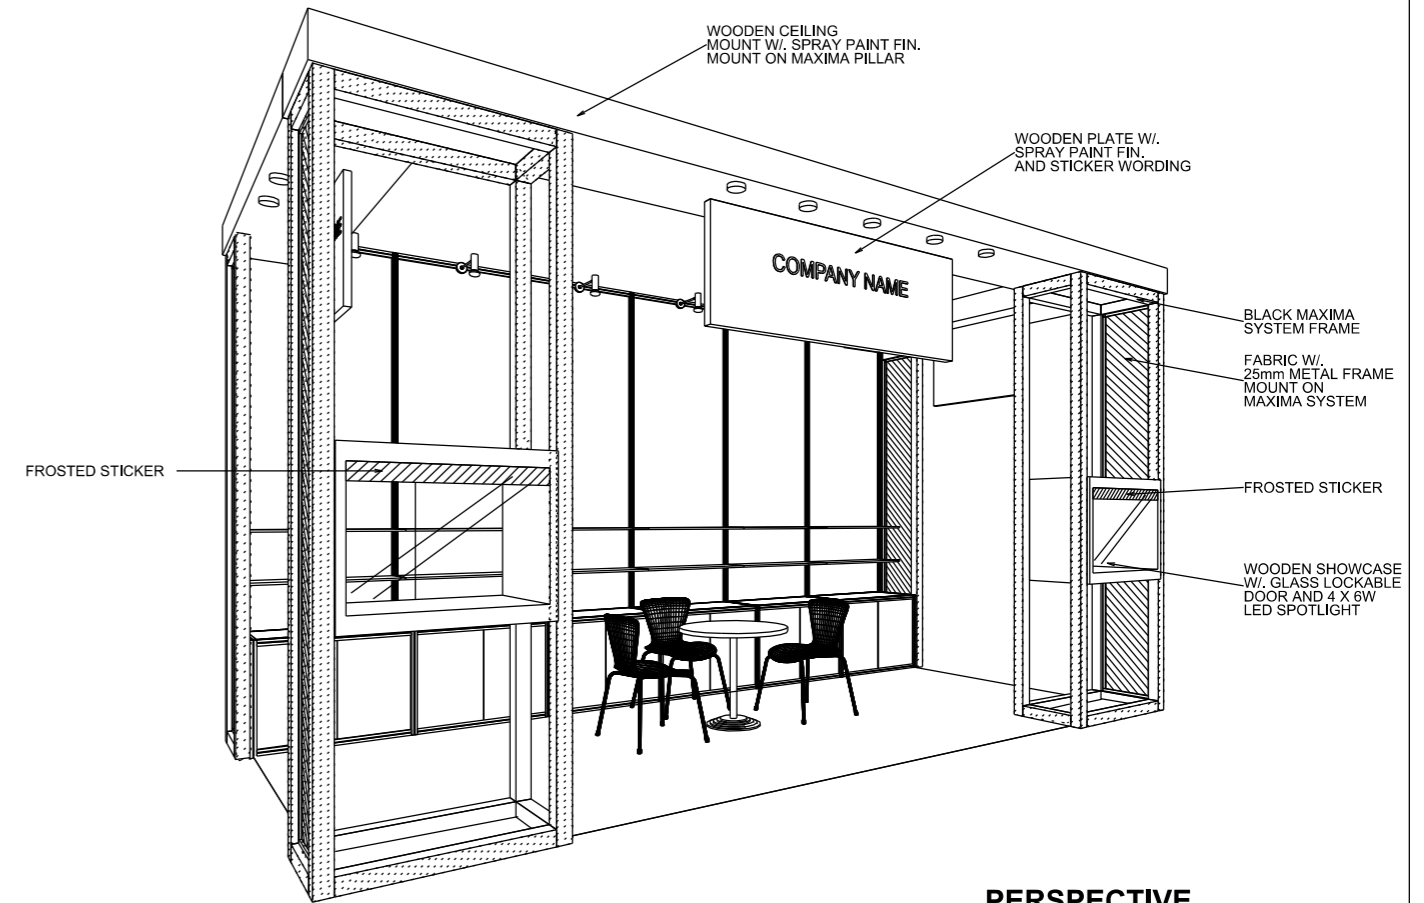 WOODEN CEILING
MOUNT W/. SPRAY PAINT FIN.
MOUNT ON MAXIMA PILLAR
WOODEN PLATE W/.
SPRAY PAINT FIN.
AND STICKER WORDING
COMPANY NAME
BLACK MAXIMA
SYSTEM FRAME
FABRIC W/.
25mm METAL FRAME
MOUNT ON
MAXIMA SYSTEM
FROSTED STICKER
FROSTED STICKER
WOODEN SHOWCASE
W/. GLASS LOCKABLE
DOOR AND 4 X 6W
LED SPOTLIGHT
PERSPECTIVE